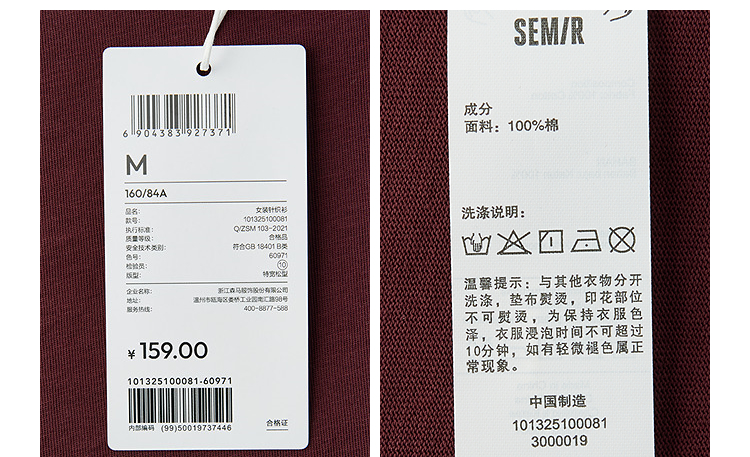 6 904383 927371
M
160/84A
品名: 女装针织衫
款号: 101325100081
执行标准: Q/ZSM 103-2021
质量等级: 合格品
安全技术类别: 符合GB 18401 B类
色号: 60971
检验员: 10
版型: 特宽松型
企业名称: 浙江森马服饰股份有限公司
地址: 温州市瓯海区娄桥工业园南汇路98号
服务热线: 400-8877-588
¥ 159.00
101325100081-60971
内部编码 (99)50019737446 合格证
SEM/R
成分
面料: 100%棉
洗涤说明:
温馨提示: 与其他衣物分开
洗涤, 垫布熨烫, 印花部位
不可熨烫, 为保持衣服色
泽, 衣服浸泡时间不可超过
10分钟, 如有轻微褪色属正
常现象。
中国制造
101325100081
3000019